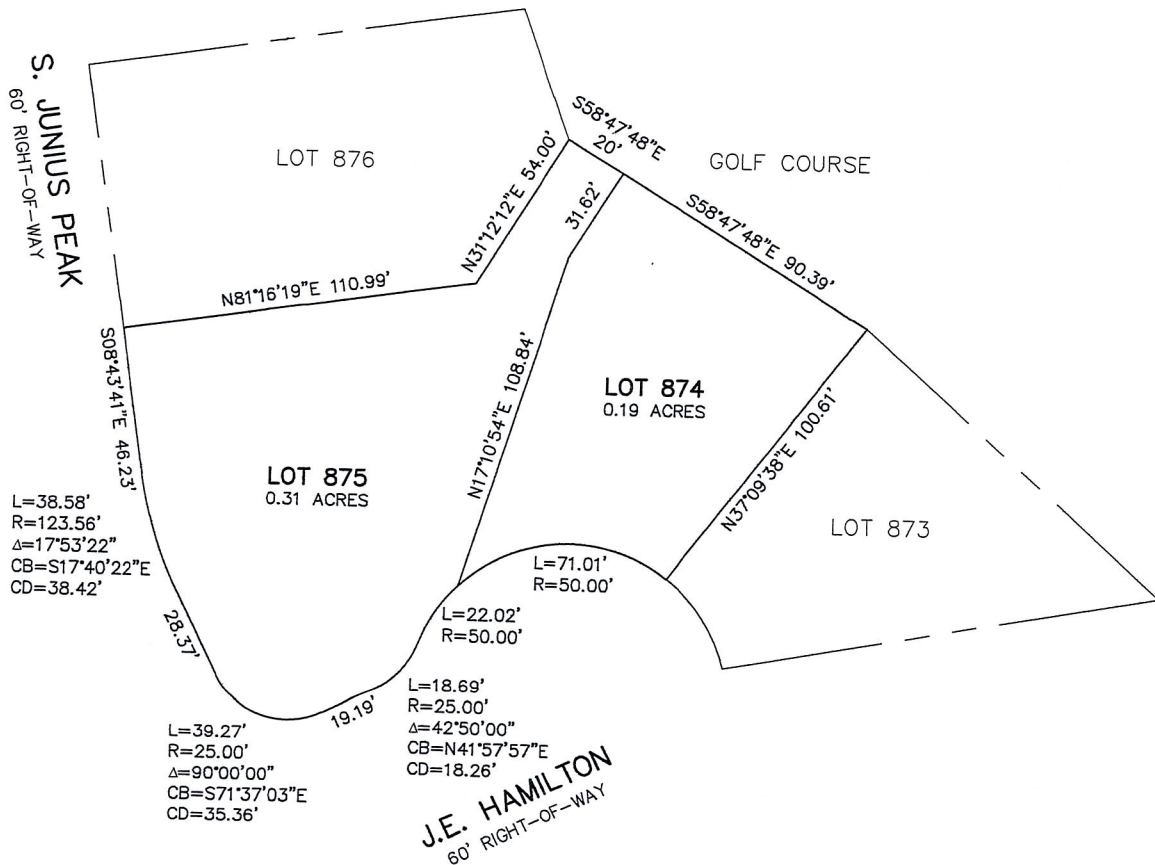 S. JUNIUS PEAK
60' RIGHT-OF-WAY
LOT 876
S58°47'48"E
20'
GOLF COURSE
N31°12'12"E 54.00'
31.62'
S58°47'48"E 90.39'
N81°16'19"E 110.99'
S08°43'41"E 46.23'
N17°10'54"E 108.84'
LOT 874
0.19 ACRES
N37°09'38"E 100.61'
LOT 875
0.31 ACRES
LOT 873
L=38.58'
R=123.56'
Δ=17°53'22"
CB=S17°40'22"E
CD=38.42'
28.37'
L=71.01'
R=50.00'
L=22.02'
R=50.00'
19.19'
L=18.69'
R=25.00'
Δ=42°50'00"
CB=N41°57'57"E
CD=18.26'
L=39.27'
R=25.00'
Δ=90°00'00"
CB=S71°37'03"E
CD=35.36'
J.E. HAMILTON
60' RIGHT-OF-WAY